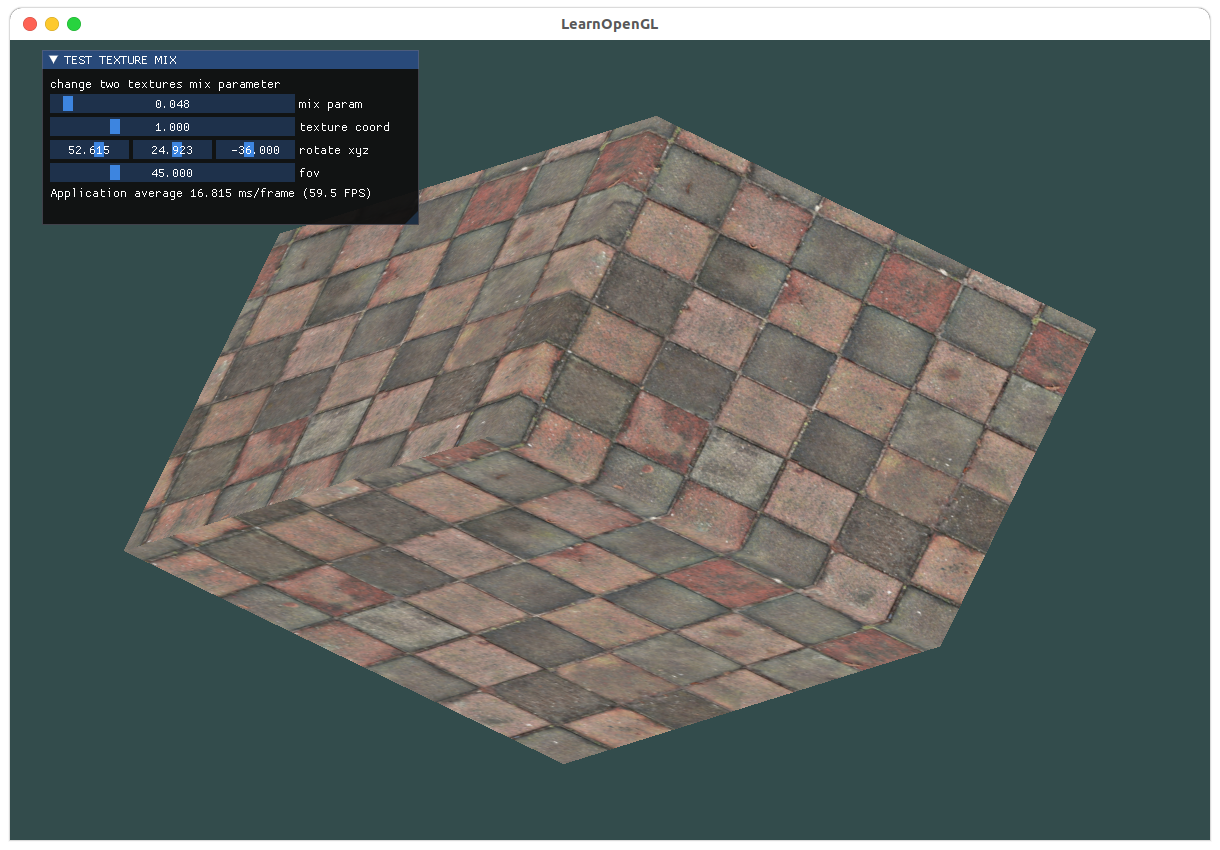 LearnOpenGL
TEST TEXTURE MIX
change two textures mix parameter
0.048 mix param
1.000 texture coord
52.615 24.923 -36.000 rotate xyz
45.000 fov
Application average 16.815 ms/frame (59.5 FPS)